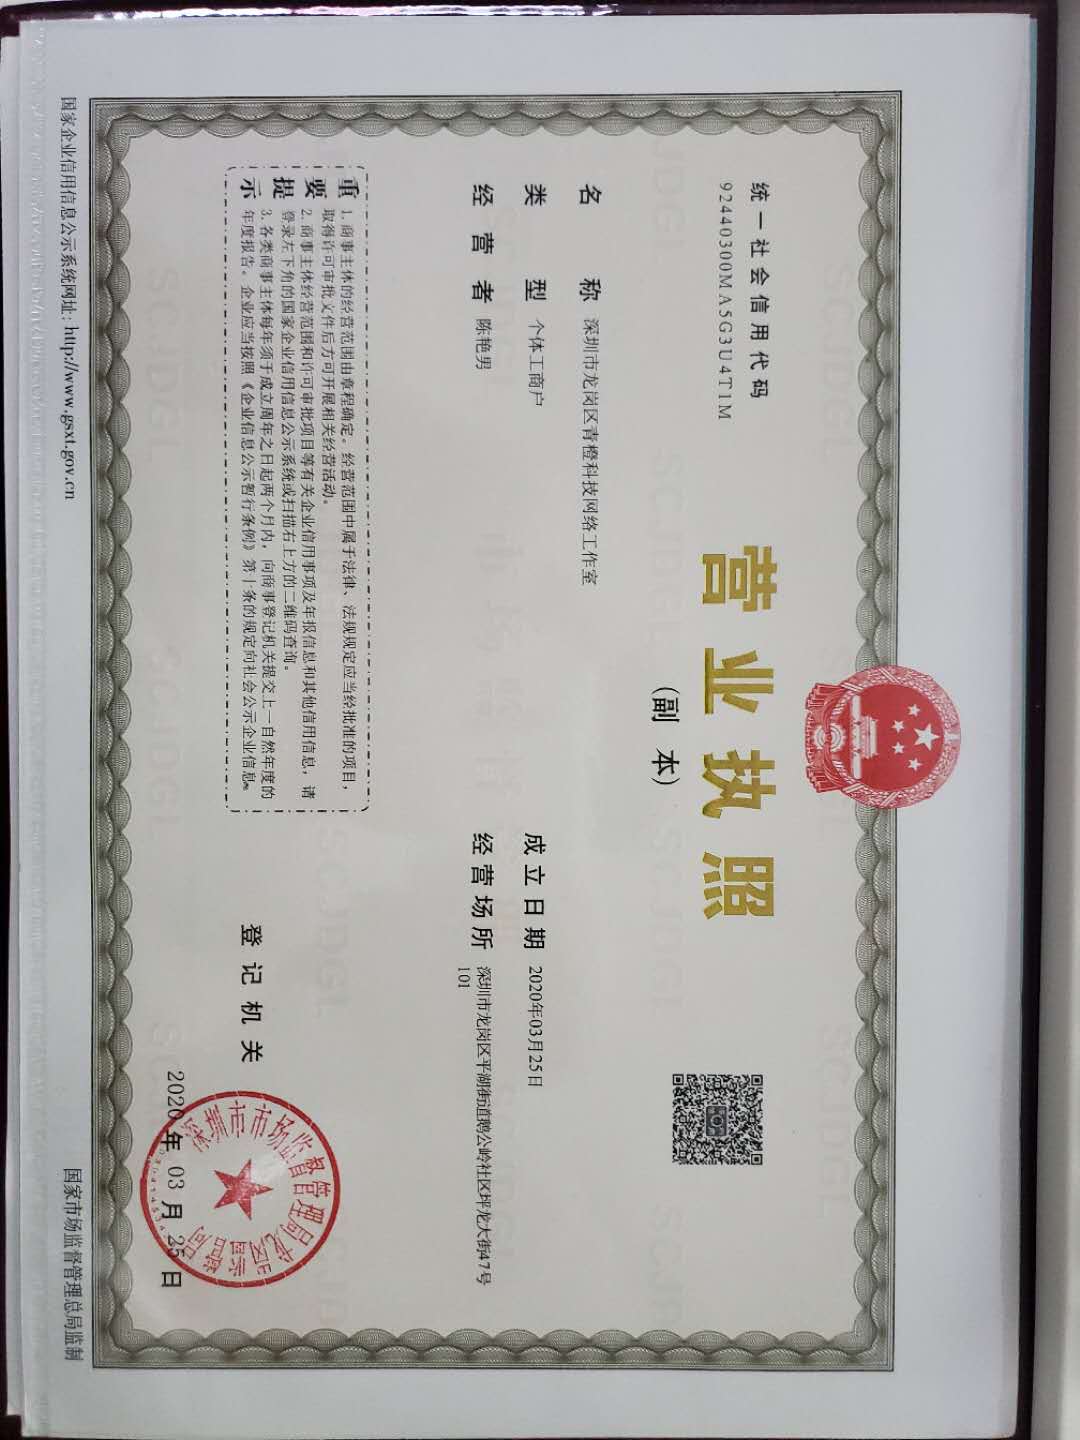 统一社会信用代码
92440300MA5G3U4T1M
营业执照
(副 本)
名 称 深圳市龙岗区青橙科技网络工作室
类 型 个体工商户
经 营 者 陈艳男
成立日期 2020年03月25日
经营场所 深圳市龙岗区平湖街道鹅公岭社区坪龙大街47号
101
重要提示
1. 商事主体的经营范围由章程确定。经营范围中属于法律、法规规定应当经批准的项目,
取得许可审批文件后方可开展相关经营活动。
2. 商事主体经营范围和许可审批项目等有关企业信用事项及年报信息和其他信用信息,请
登录左下角的国家企业信用信息公示系统或扫描右上方的二维码查询。
3. 各类商事主体每年须于成立周年之日起两个月内,向商事登记机关提交上一自然年度的
年度报告。企业应当按照《企业信息公示暂行条例》第十条的规定向社会公示企业信息。
登 记 机 关
深圳市市场监督管理局
监管局
2020 年 03 月 25 日
国家企业信用信息公示系统网址: http://www.gsxt.gov.cn
国家市场监督管理总局监制
SCJDGL